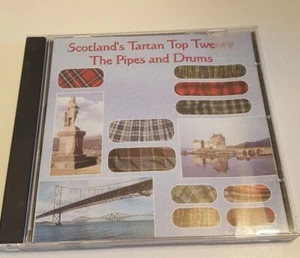 Scotland's Tartan Top Twenty
The Pipes and Drums